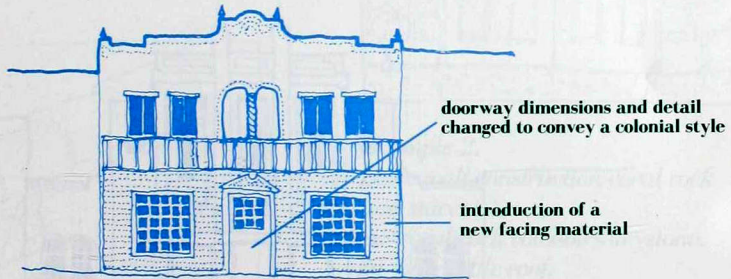 doorway dimensions and detail
changed to convey a colonial style
introduction of a
new facing material